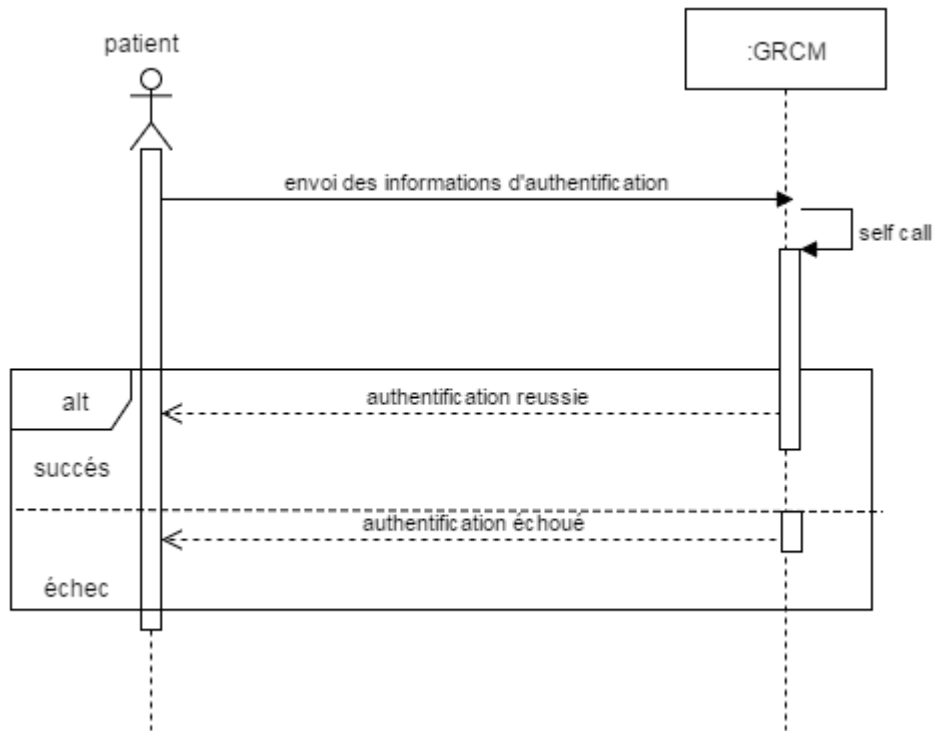 patient
:GRCM
envoi des informations d'authentification
self call
alt
authentification reussie
succés
authentification échoué
échec